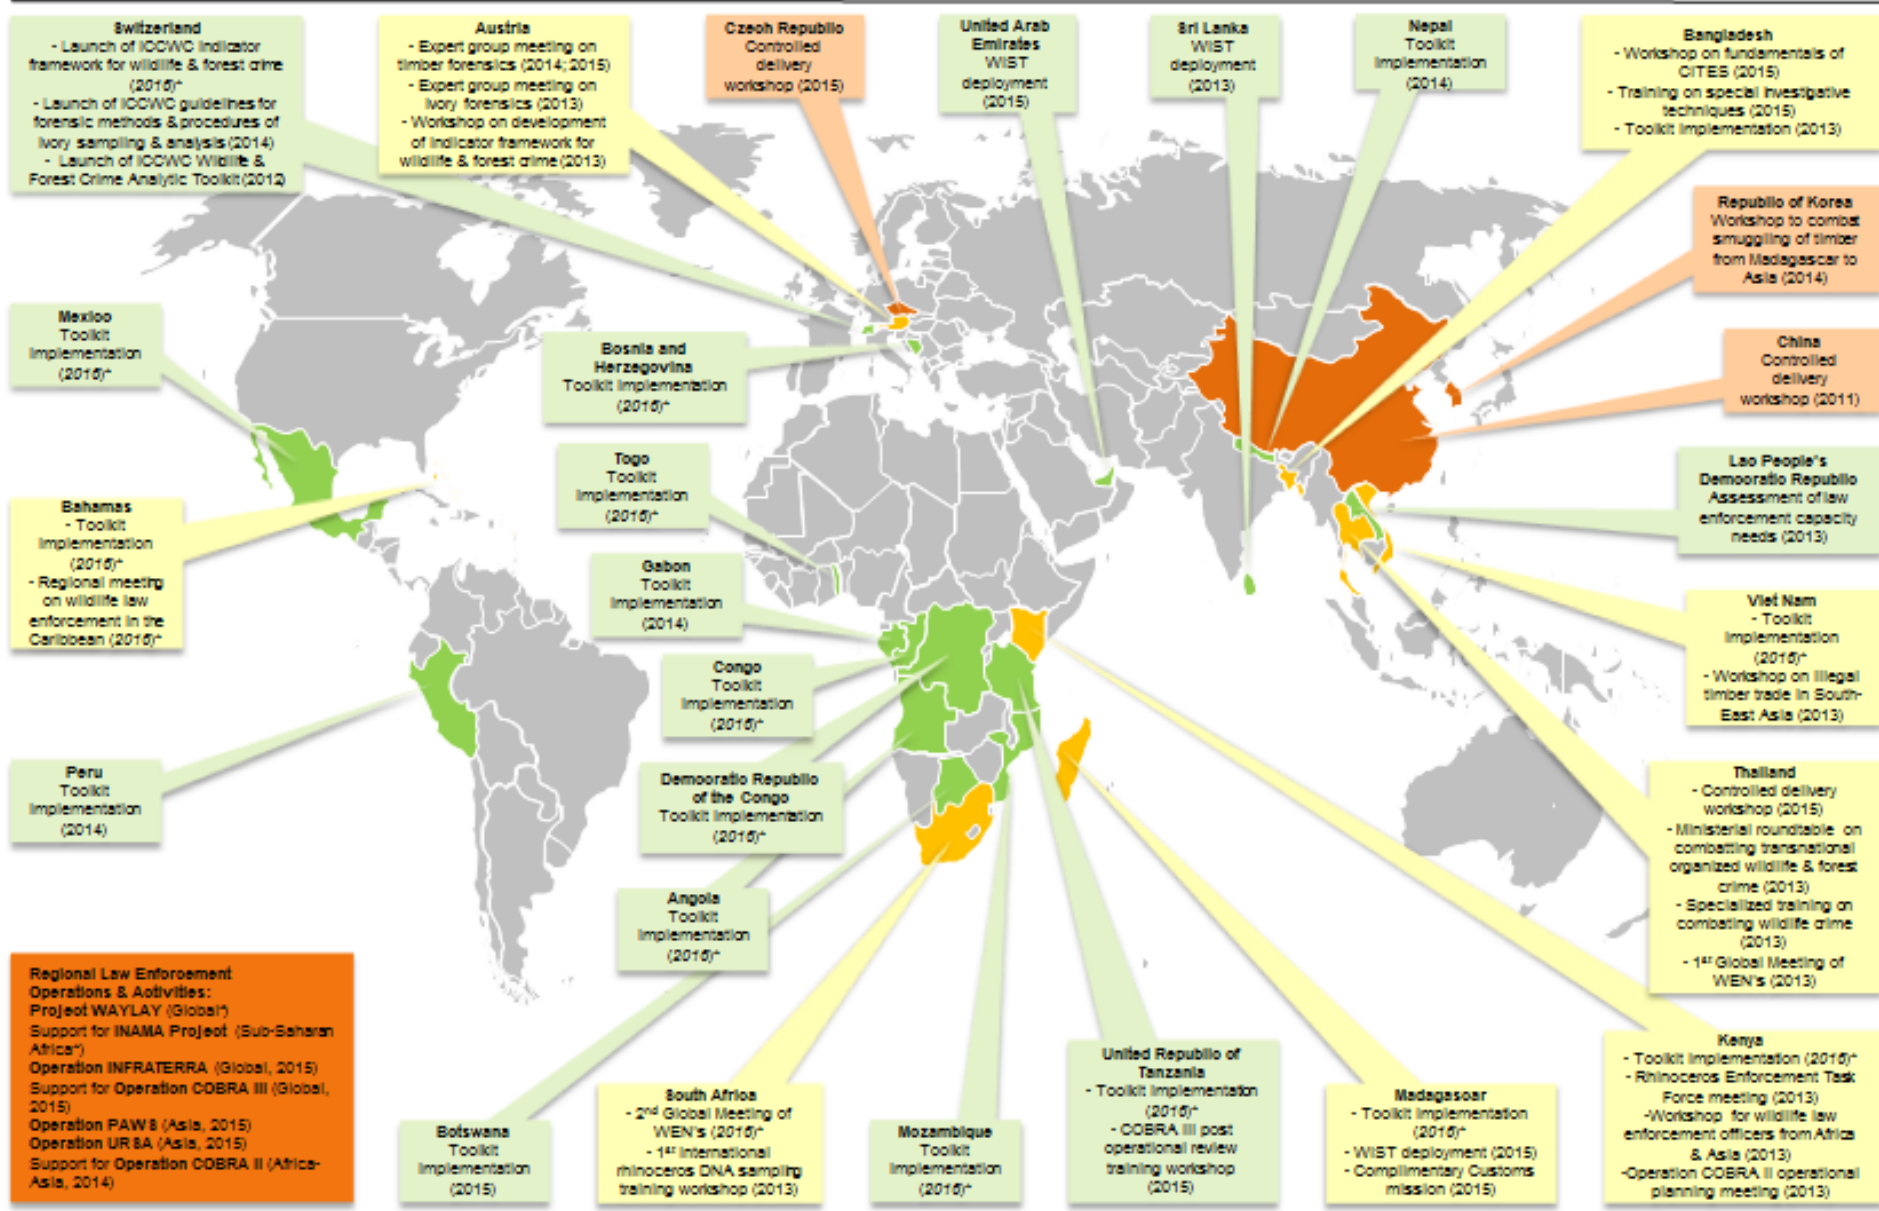 Switzerland
- Launch of ICCWC Indicator
framework for wildlife & forest crime
(2016)*
- Launch of ICCWC guidelines for
forensic methods & procedures of
Ivory sampling & analysis (2014)
- Launch of ICCWC Wildlife &
Forest Crime Analytic Toolkit (2012)
Austria
- Expert group meeting on
timber forensics (2014; 2015)
- Expert group meeting on
Ivory forensics (2013)
- Workshop on development
of Indicator framework for
wildlife & forest crime (2013)
Czech Republic
Controlled
delivery
workshop (2015)
United Arab
Emirates
WIST
deployment
(2015)
Sri Lanka
WIST
deployment
(2013)
Nepal
Toolkit
Implementation
(2014)
Bangladesh
- Workshop on fundamentals of
CITES (2015)
- Training on special Investigative
techniques (2015)
- Toolkit Implementation (2013)
Republic of Korea
Workshop to combat
smuggling of timber
from Madagascar to
Asia (2014)
Mexico
Toolkit
Implementation
(2016)*
Bosnia and
Herzegovina
Toolkit Implementation
(2016)*
China
Controlled
delivery
workshop (2011)
Togo
Toolkit
Implementation
(2016)*
Lao People's
Democratic Republic
Assessment of law
enforcement capacity
needs (2013)
Bahamas
- Toolkit
Implementation
(2016)*
- Regional meeting
on wildlife law
enforcement in the
Caribbean (2016)*
Gabon
Toolkit
Implementation
(2014)
Viet Nam
- Toolkit
Implementation
(2016)*
- Workshop on Illegal
timber trade in South-
East Asia (2013)
Congo
Toolkit
Implementation
(2016)*
Peru
Toolkit
Implementation
(2014)
Democratic Republic
of the Congo
Toolkit Implementation
(2016)*
Thailand
- Controlled delivery
workshop (2015)
- Ministerial roundtable on
combatting transnational
organized wildlife & forest
crime (2013)
- Specialized training on
combating wildlife crime
(2013)
- 1st Global Meeting of
WEN's (2013)
Angola
Toolkit
Implementation
(2016)*
Regional Law Enforcement
Operations & Activities:
Project WAYLAY (Global*)
Support for INAMA Project (Sub-Saharan
Africa*)
Operation INFRATERRA (Global, 2015)
Support for Operation COBRA III (Global,
2015)
Operation PAWS (Asia, 2015)
Operation URSA (Asia, 2015)
Support for Operation COBRA II (Africa-
Asia, 2014)
Botswana
Toolkit
Implementation
(2015)
South Africa
- 2nd Global Meeting of
WEN's (2016)*
- 1st International
rhinoceros DNA sampling
training workshop (2013)
Mozambique
Toolkit
Implementation
(2016)*
United Republic of
Tanzania
- Toolkit Implementation
(2016)*
- COBRA III post
operational review
training workshop
(2015)
Madagascar
- Toolkit Implementation
(2016)*
- WIST deployment (2015)
- Complimentary Customs
mission (2015)
Kenya
- Toolkit Implementation (2016)*
- Rhinoceros Enforcement Task
Force meeting (2013)
-Workshop for wildlife law
enforcement officers from Africa
& Asia (2013)
-Operation COBRA II operational
planning meeting (2013)